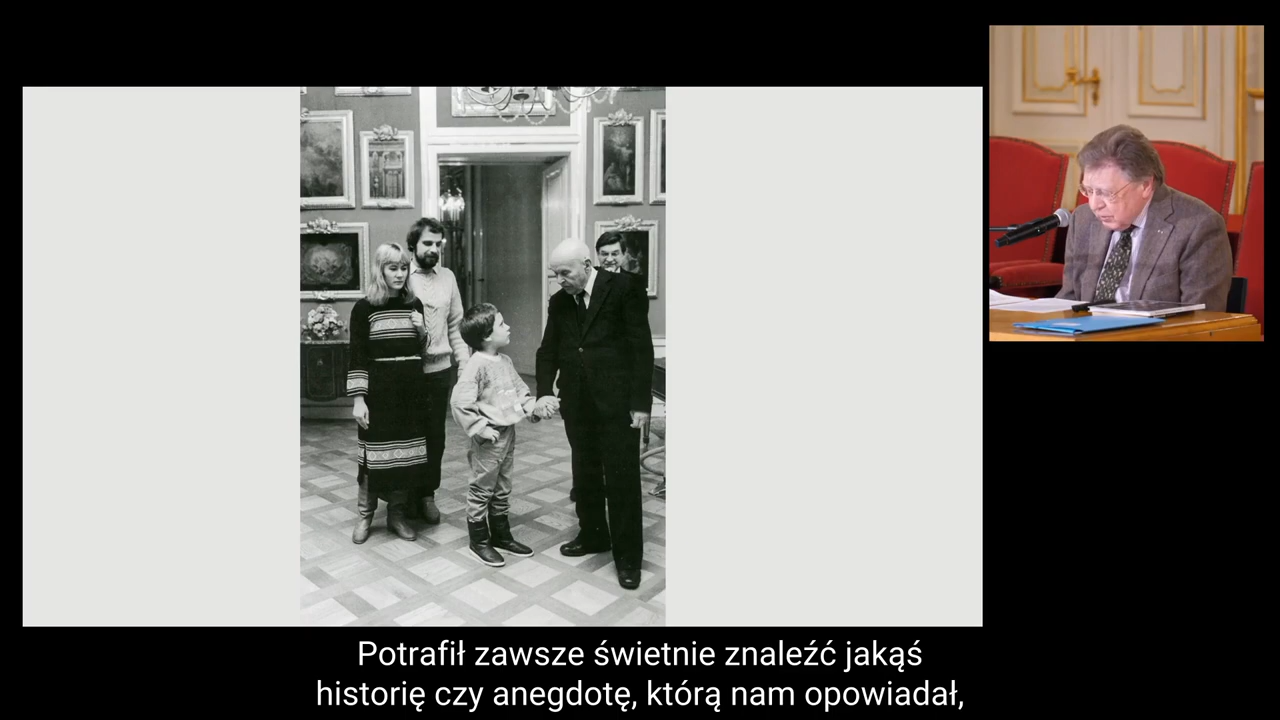 Potrafił zawsze świetnie znaleźć jakąś
historię czy anegdotę, którą nam opowiadał,